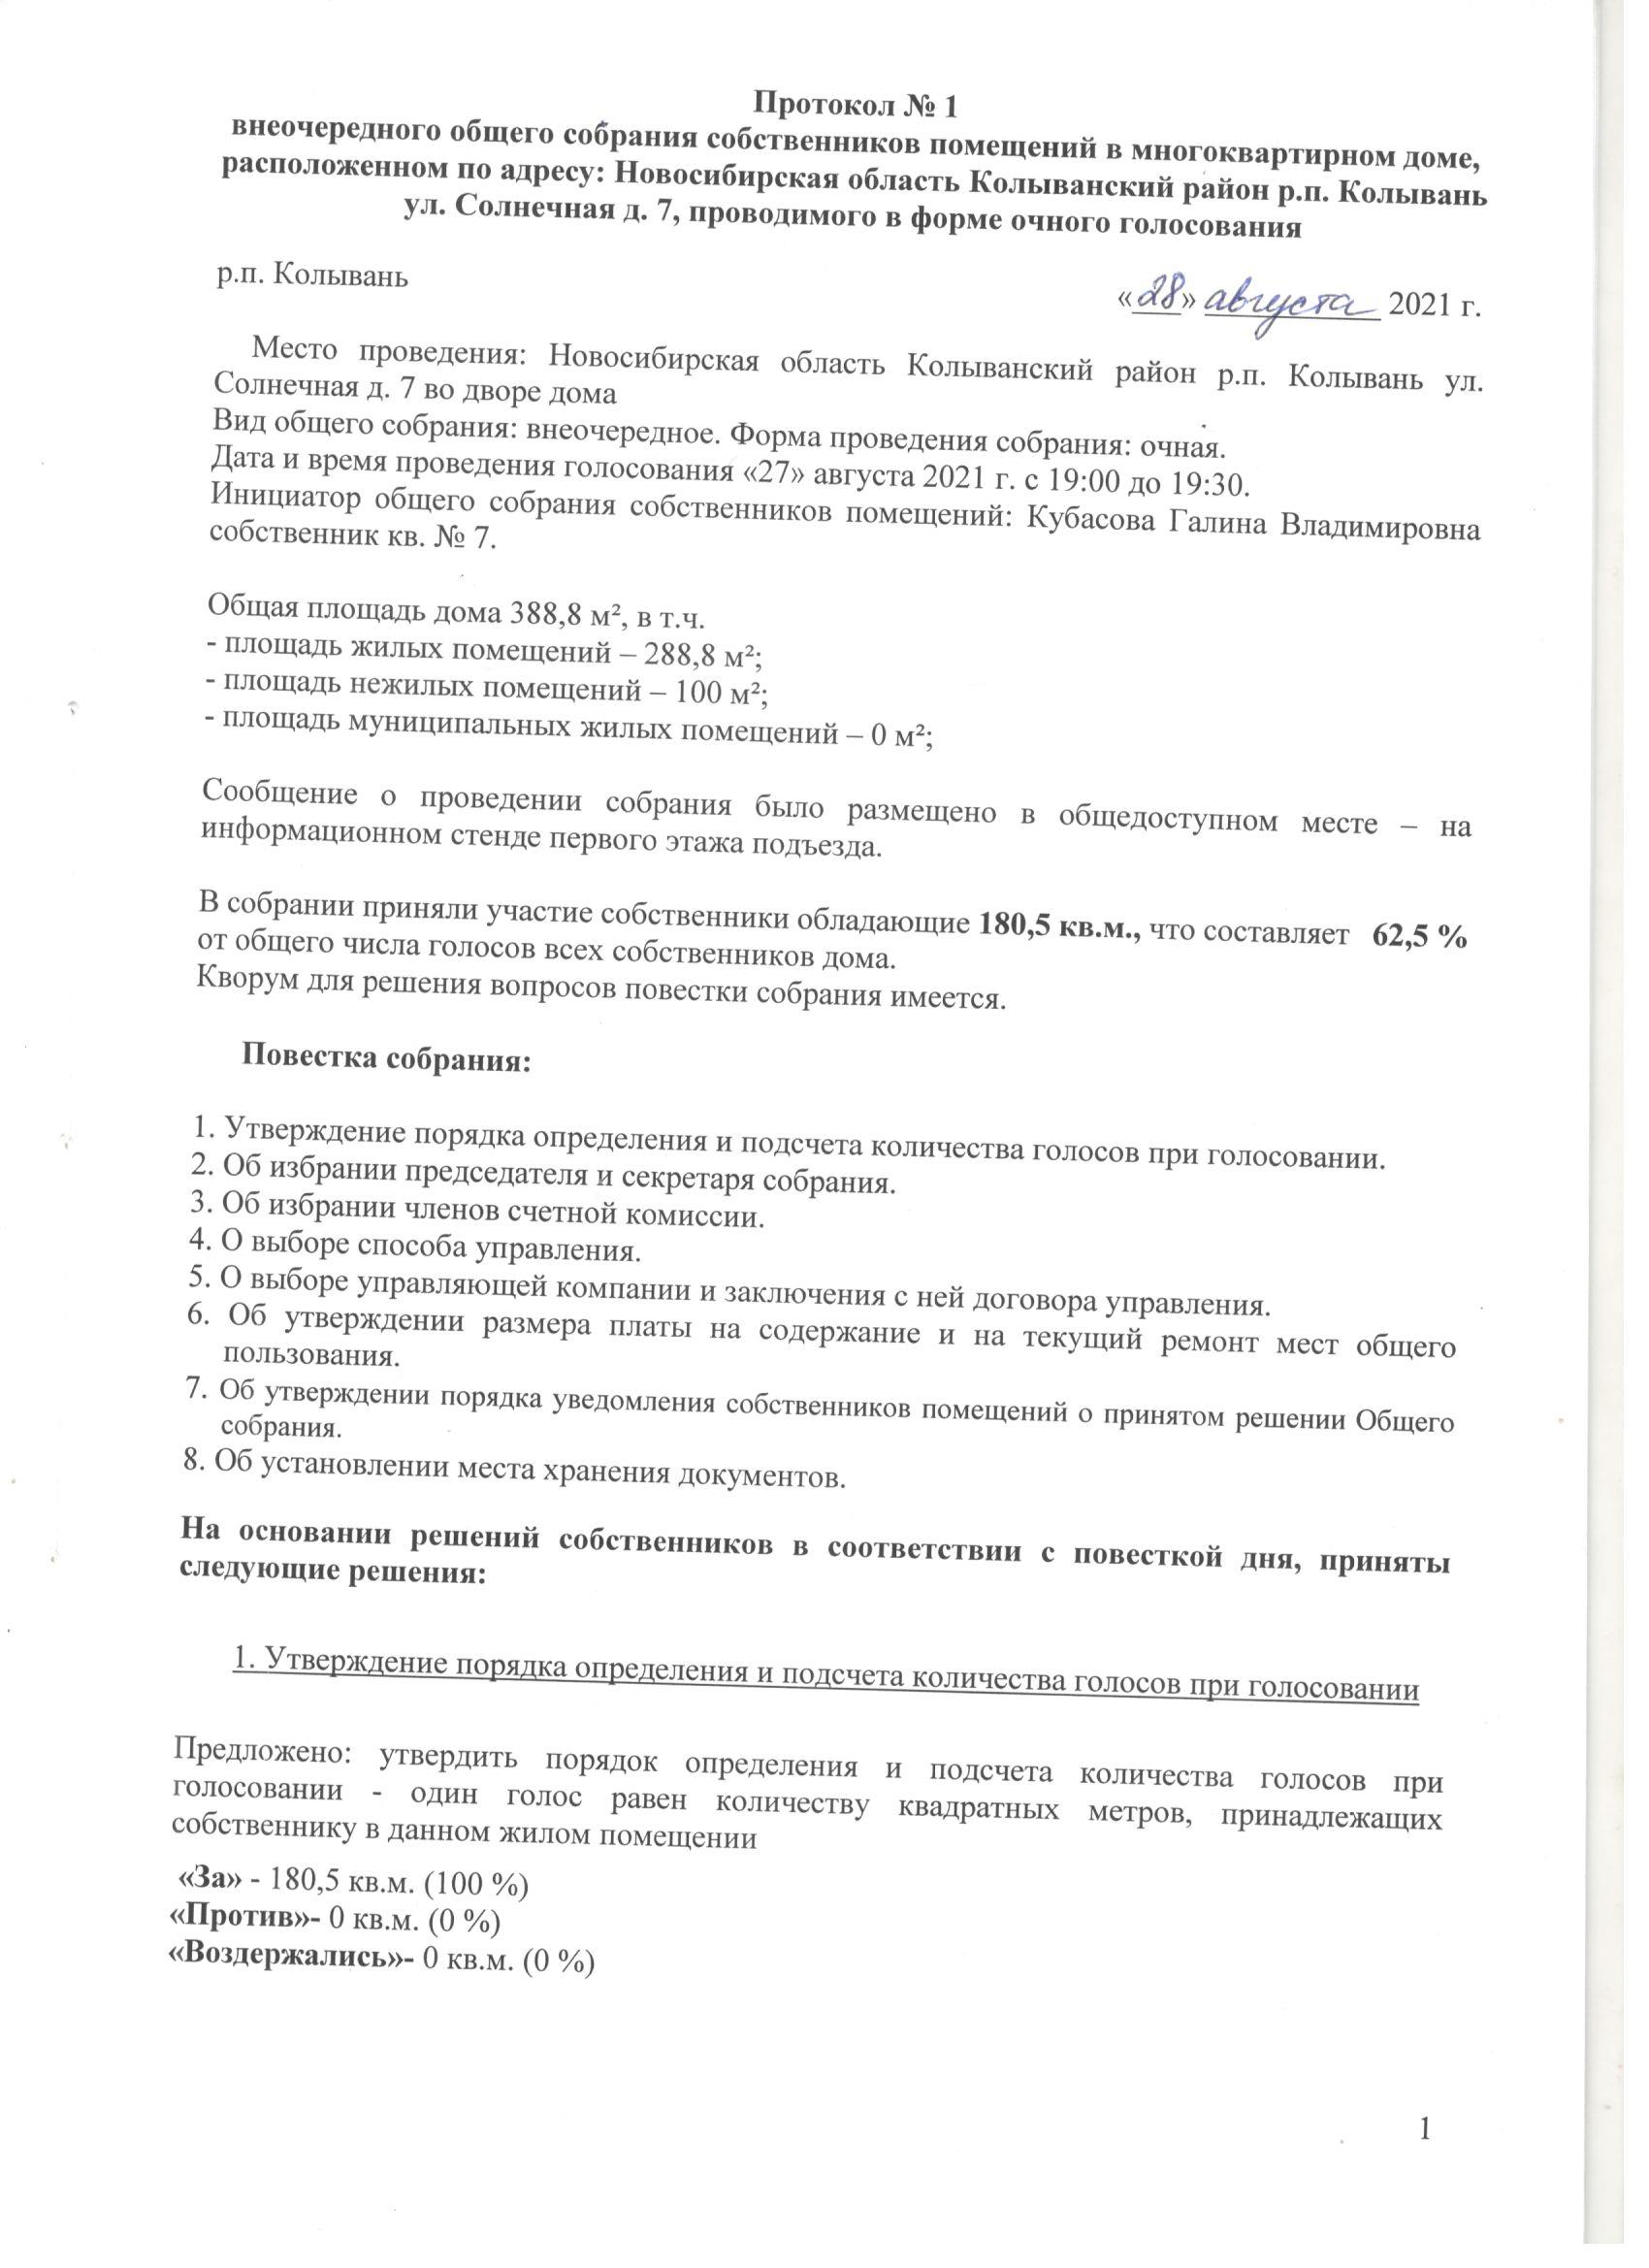 Протокол № 1
внеочередного общего собрания собственников помещений в многоквартирном доме,
расположенном по адресу: Новосибирская область Колыванский район р.п. Колывань
ул. Солнечная д. 7, проводимого в форме очного голосования
р.п. Колывань
«28» августа 2021 г.
Место проведения: Новосибирская область Колыванский район р.п. Колывань ул.
Солнечная д. 7 во дворе дома
Вид общего собрания: внеочередное. Форма проведения собрания: очная.
Дата и время проведения голосования «27» августа 2021 г. с 19:00 до 19:30.
Инициатор общего собрания собственников помещений: Кубасова Галина Владимировна
собственник кв. № 7.
Общая площадь дома 388,8 м², в т.ч.
- площадь жилых помещений – 288,8 м²;
- площадь нежилых помещений – 100 м²;
- площадь муниципальных жилых помещений – 0 м²;
Сообщение о проведении собрания было размещено в общедоступном месте – на
информационном стенде первого этажа подъезда.
В собрании приняли участие собственники обладающие 180,5 кв.м., что составляет 62,5 %
от общего числа голосов всех собственников дома.
Кворум для решения вопросов повестки собрания имеется.
Повестка собрания:
1. Утверждение порядка определения и подсчета количества голосов при голосовании.
2. Об избрании председателя и секретаря собрания.
3. Об избрании членов счетной комиссии.
4. О выборе способа управления.
5. О выборе управляющей компании и заключения с ней договора управления.
6. Об утверждении размера платы на содержание и на текущий ремонт мест общего
пользования.
7. Об утверждении порядка уведомления собственников помещений о принятом решении Общего
собрания.
8. Об установлении места хранения документов.
На основании решений собственников в соответствии с повесткой дня, приняты
следующие решения:
1. Утверждение порядка определения и подсчета количества голосов при голосовании
Предложено: утвердить порядок определения и подсчета количества голосов при
голосовании - один голос равен количеству квадратных метров, принадлежащих
собственнику в данном жилом помещении
«За» - 180,5 кв.м. (100 %)
«Против»- 0 кв.м. (0 %)
«Воздержались»- 0 кв.м. (0 %)
1